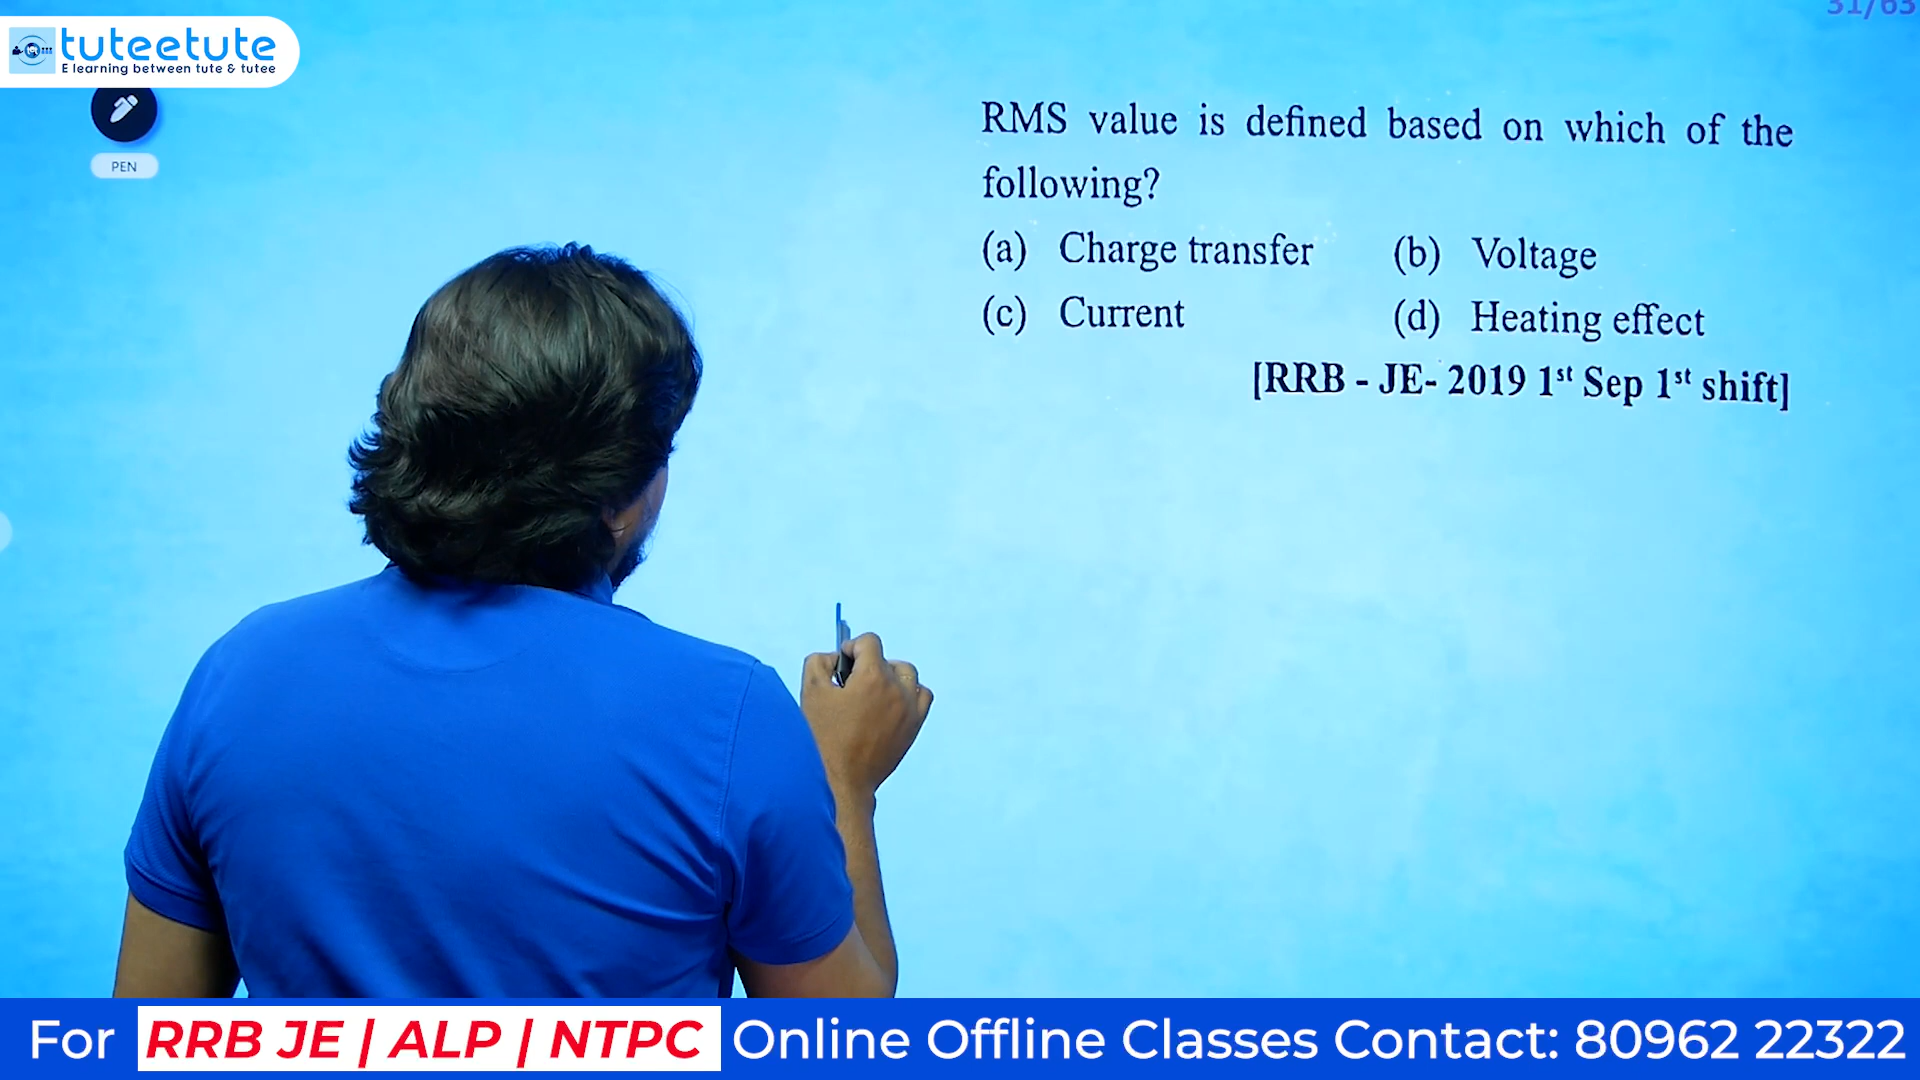 31/63
tuteetute
E learning between tute & tutee
PEN
RMS value is defined based on which of the
following?
(a) Charge transfer (b) Voltage
(c) Current (d) Heating effect
[RRB - JE- 2019 1st Sep 1st shift]
For RRB JE | ALP | NTPC Online Offline Classes Contact: 80962 22322